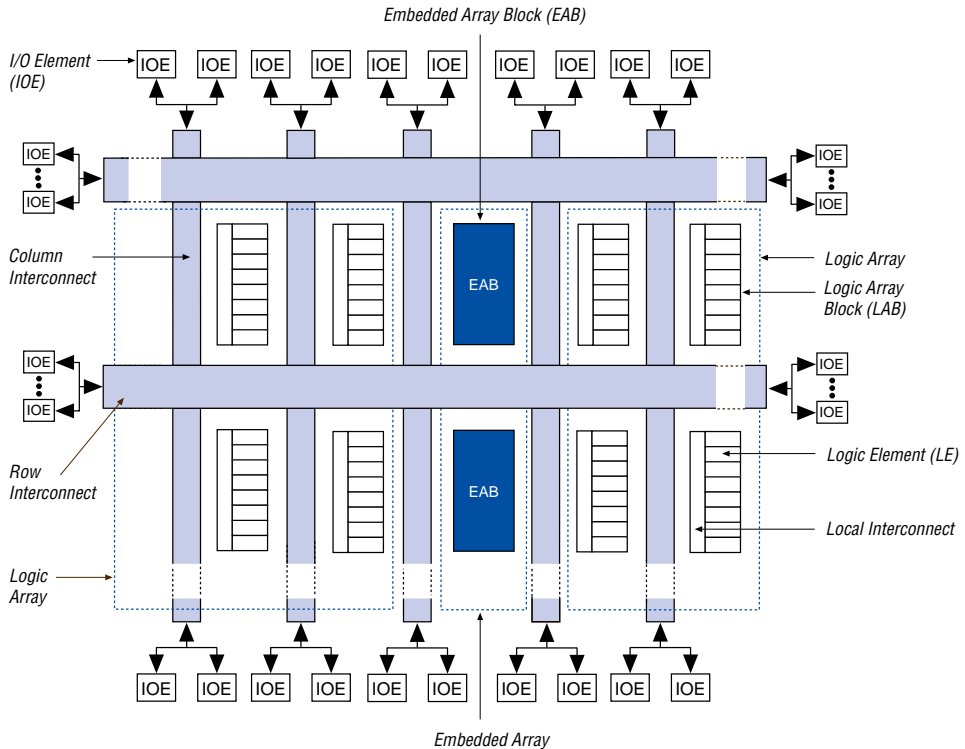 Embedded Array Block (EAB)
I/O Element
(IOE)
IOE IOE IOE IOE IOE IOE IOE IOE IOE IOE
IOE IOE
IOE IOE
Column
Interconnect
EAB
Logic Array
Logic Array
Block (LAB)
IOE IOE
IOE IOE
Row
Interconnect
EAB
Logic Element (LE)
Local Interconnect
Logic
Array
IOE IOE IOE IOE IOE IOE IOE IOE IOE IOE
Embedded Array